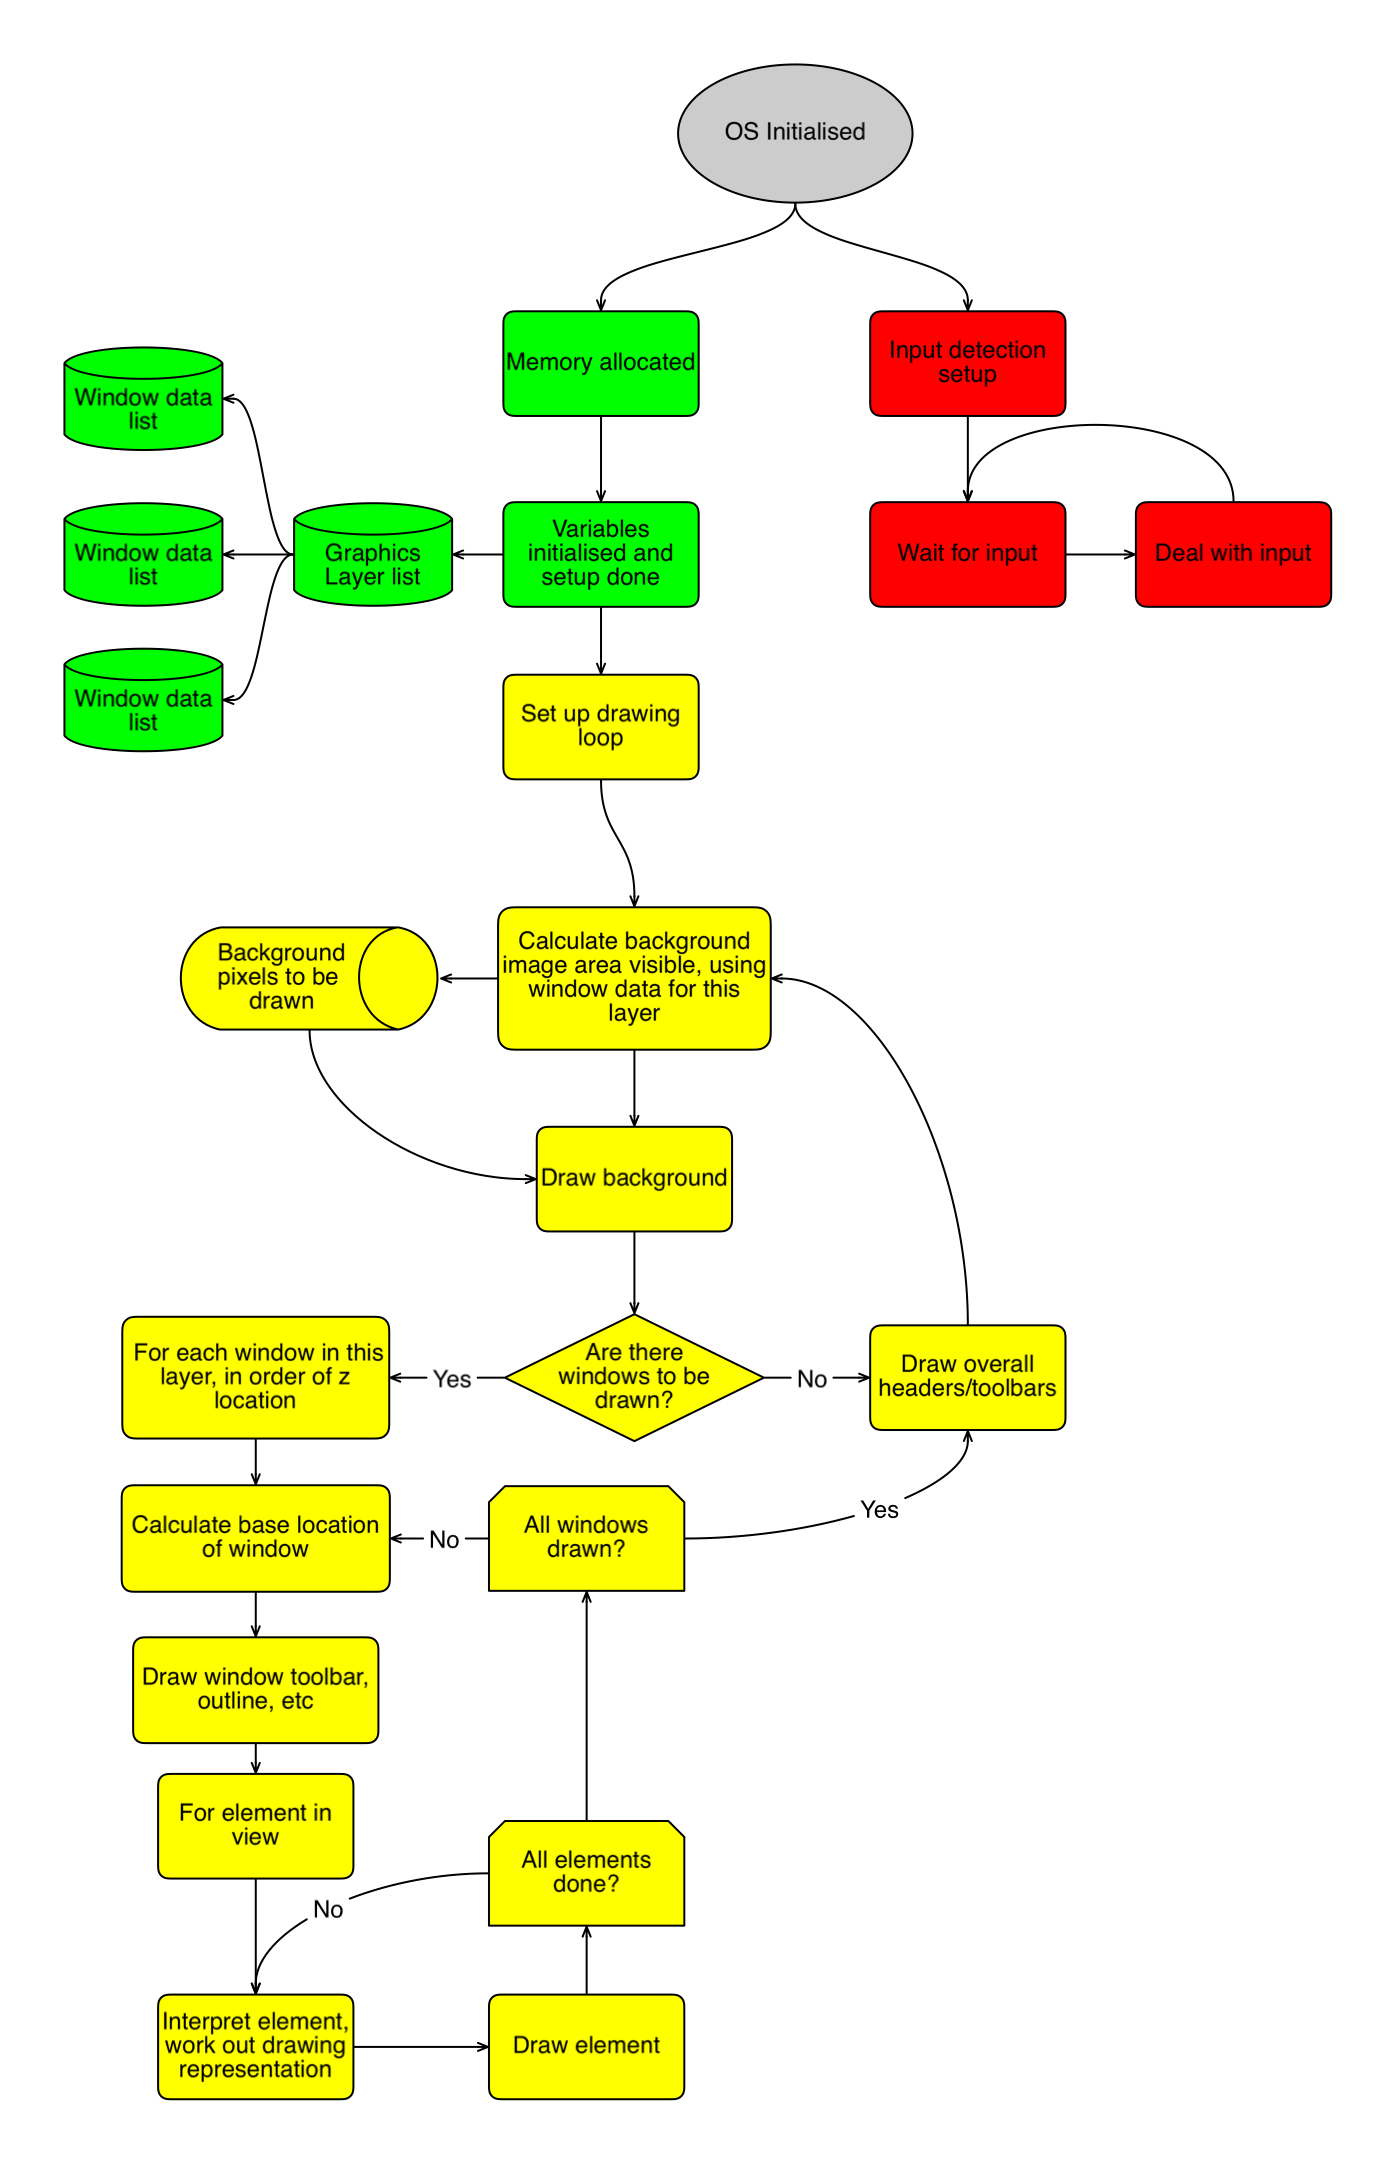 OS Initialised
Memory allocated
Input detection
setup
Window data
list
Window data
list
Graphics
Layer list
Variables
initialised and
setup done
Wait for input
Deal with input
Window data
list
Set up drawing
loop
Background
pixels to be
drawn
Calculate background
image area visible, using
window data for this
layer
Draw background
For each window in this
layer, in order of z
location
Yes
Are there
windows to be
drawn?
No
Draw overall
headers/toolbars
Calculate base location
of window
No
All windows
drawn?
Yes
Draw window toolbar,
outline, etc
For element in
view
All elements
done?
No
Interpret element,
work out drawing
representation
Draw element